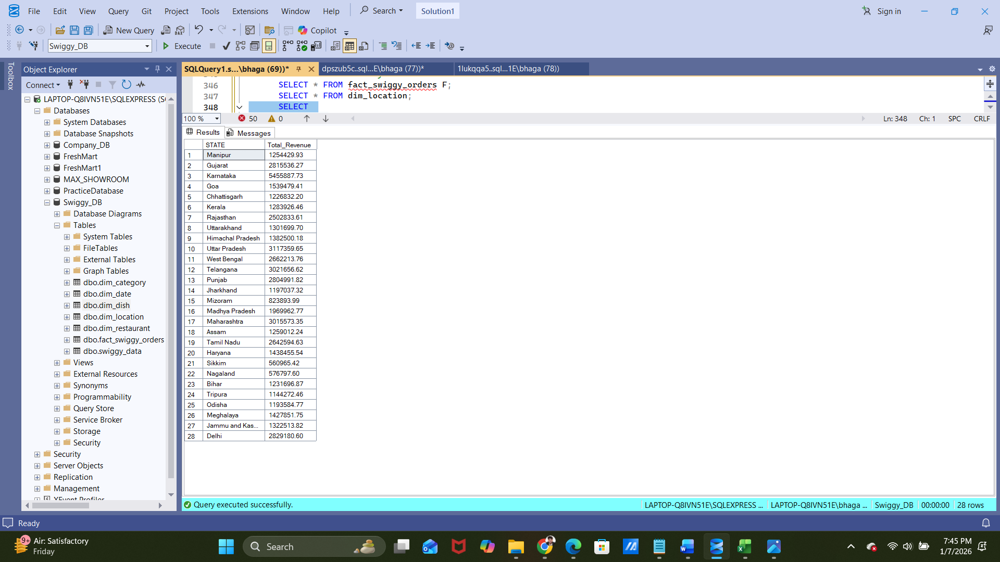 File Edit View Query Git Project Tools Extensions Window Help Search Solution1 Sign in
New Query DAX Copilot
Swiggy_DB Execute
Toolbox
Object Explorer
Connect
LAPTOP-Q8IVN51E\SQLEXPRESS (S
Databases
System Databases
Database Snapshots
Company_DB
FreshMart
FreshMart1
MAX_SHOWROOM
PracticeDatabase
Swiggy_DB
Database Diagrams
Tables
System Tables
FileTables
External Tables
Graph Tables
dbo.dim_category
dbo.dim_date
dbo.dim_dish
dbo.dim_location
dbo.dim_restaurant
dbo.fact_swiggy_orders
dbo.swiggy_data
Views
External Resources
Synonyms
Programmability
Query Store
Service Broker
Storage
Security
Security
Server Objects
Replication
Management
XEvent Profiler
SQLQuery1.s...\bhaga (69))* dpszub5c..sql...E\bhaga (77))* 1lukqqa5..sql...1E\bhaga (78))
346 SELECT * FROM fact_swiggy_orders F;
347 SELECT * FROM dim_location;
348 SELECT
100 % 50 0 Ln: 348 Ch: 1 SPC CRLF
Results Messages
STATE Total_Revenue
1 Manipur 1254429.93
2 Gujarat 2815536.27
3 Karnataka 5455887.73
4 Goa 1539479.41
5 Chhattisgarh 1226832.20
6 Kerala 1283926.46
7 Rajasthan 2502833.61
8 Uttarakhand 1301699.70
9 Himachal Pradesh 1382500.18
10 Uttar Pradesh 3117359.65
11 West Bengal 2662213.76
12 Telangana 3021656.62
13 Punjab 2804991.82
14 Jharkhand 1197037.32
15 Mizoram 823893.99
16 Madhya Pradesh 1969962.77
17 Maharashtra 3015573.35
18 Assam 1259012.24
19 Tamil Nadu 2642594.63
20 Haryana 1438455.54
21 Sikkim 560965.42
22 Nagaland 576797.60
23 Bihar 1231696.87
24 Tripura 1144272.46
25 Odisha 1193584.77
26 Meghalaya 1427851.75
27 Jammu and Kas... 1322513.82
28 Delhi 2829180.60
Query executed successfully. LAPTOP-Q8IVN51E\SQLEXPRESS ... LAPTOP-Q8IVN51E\bhaga ... Swiggy_DB 00:00:00 28 rows
Ready
9+ Air: Satisfactory
Friday
Search
7:45 PM
1/7/2026